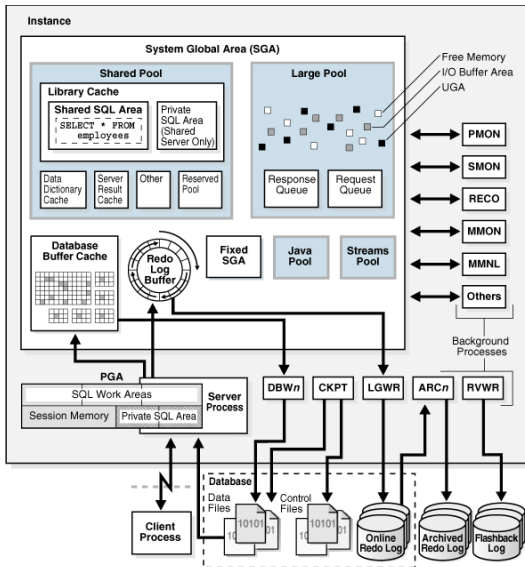 Instance
System Global Area (SGA)
Shared Pool
Library Cache
Shared SQL Area
SELECT * FROM
employees
Private
SQL Area
(Shared
Server Only)
Data
Dictionary
Cache
Server
Result
Cache
Other
Reserved
Pool
Large Pool
Response
Queue
Request
Queue
Free Memory
I/O Buffer Area
UGA
Database
Buffer Cache
Redo
Log
Buffer
Fixed
SGA
Java
Pool
Streams
Pool
PMON
SMON
RECO
MMON
MMNL
Others
Background
Processes
PGA
SQL Work Areas
Session Memory
Private SQL Area
Server
Process
DBWn
CKPT
LGWR
ARCn
RVWR
Client
Process
Database
Data
Files
Control
Files
10101
10101
10101
10101
Online
Redo Log
Archived
Redo Log
Flashback
Log